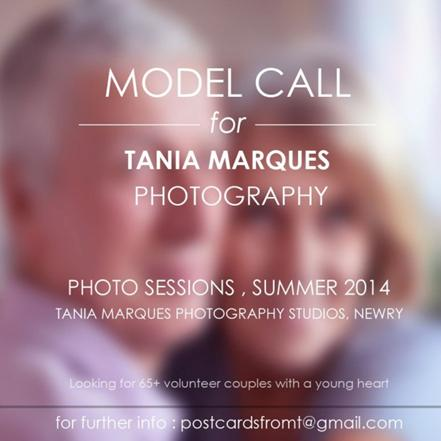 MODEL CALL
for
TANIA MARQUES
PHOTOGRAPHY
PHOTO SESSIONS , SUMMER 2014
TANIA MARQUES PHOTOGRAPHY STUDIOS, NEWRY
Looking for 65+ volunteer couples with a young heart
for further info : postcardsfromt@gmail.com